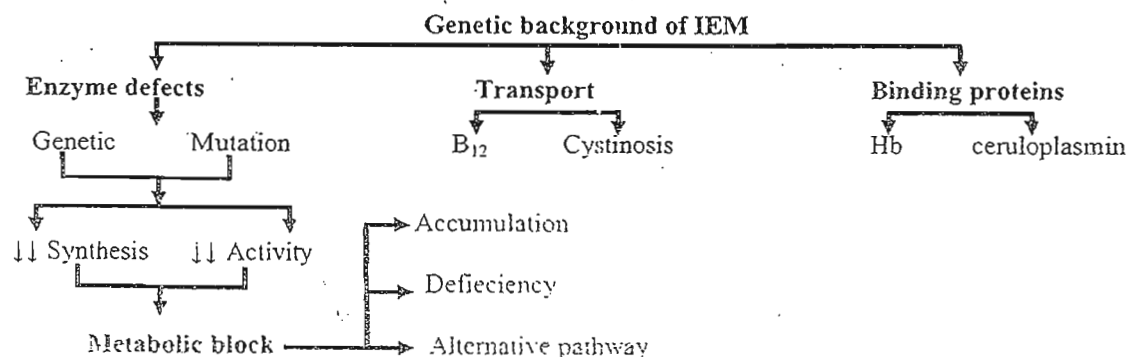 Genetic background of IEM
Enzyme defects Transport Binding proteins
Genetic Mutation B₁₂ Cystinosis Hb ceruloplasmin
↓↓ Synthesis ↓↓ Activity Accumulation
Defieciency
Metabolic block Alternative pathway